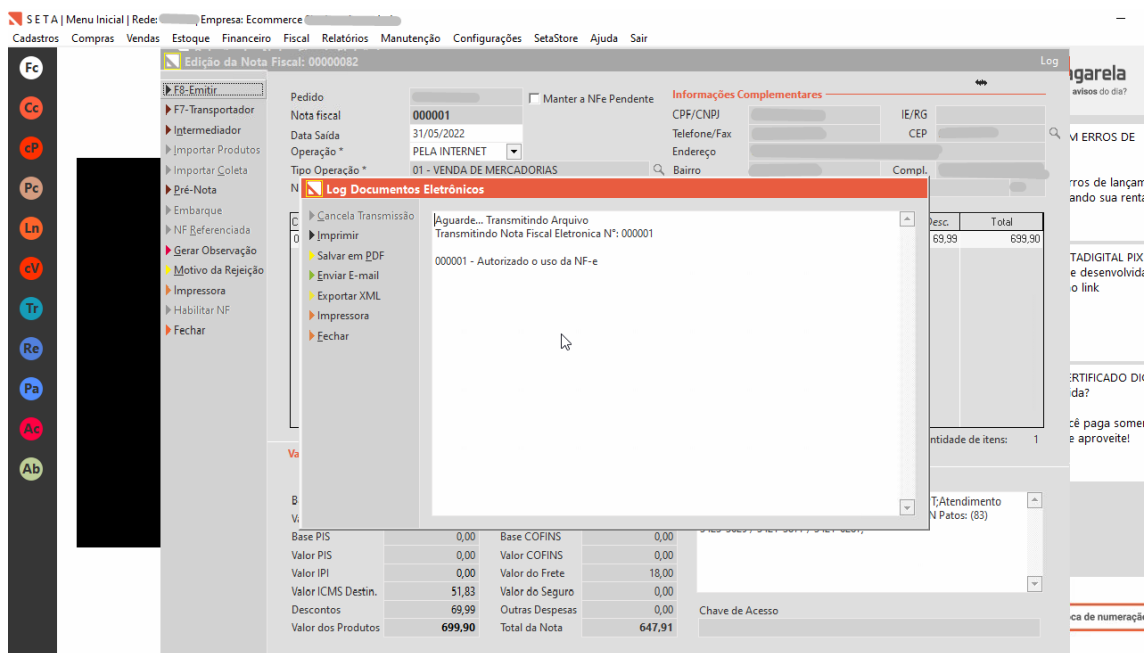 S E T A | Menu Inicial | Rede: Empresa: Ecommerce
Cadastros Compras Vendas Estoque Financeiro Fiscal Relatórios Manutenção Configurações SetaStore Ajuda Sair
Fc
Cc
cP
Pc
Ln
cV
Tr
Re
Pa
Ac
Ab
Edição da Nota Fiscal: 00000082
Log
F8-Emitir
F7-Transportador
Intermediador
Importar Produtos
Importar Coleta
Pré-Nota
Embarque
NF Referenciada
Gerar Observação
Motivo da Rejeição
Impressora
Habilitar NF
Fechar
Pedido
Manter a NFe Pendente
Nota fiscal 000001
Data Saída 31/05/2022
Operação * PELA INTERNET
Tipo Operação * 01 - VENDA DE MERCADORIAS
N
Informações Complementares
CPF/CNPJ IE/RG
Telefone/Fax CEP
Endereço
Bairro Compl.
Log Documentos Eletrônicos
Cancela Transmissão
Imprimir
Salvar em PDF
Enviar E-mail
Exportar XML
Impressora
Fechar
Aguarde... Transmitindo Arquivo
Transmitindo Nota Fiscal Eletronica N°: 000001
000001 - Autorizado o uso da NF-e
Desc. Total
69,99 699,90
ntidade de itens: 1
Va
B
V
T;Atendimento
N Patos: (83)
Base PIS 0,00 Base COFINS 0,00
Valor PIS 0,00 Valor COFINS 0,00
Valor IPI 0,00 Valor do Frete 18,00
Valor ICMS Destin. 51,83 Valor do Seguro 0,00
Descontos 69,99 Outras Despesas 0,00
Valor dos Produtos 699,90 Total da Nota 647,91
Chave de Acesso
agarela
avisos do dia?
M ERROS DE
rros de lançam
ando sua renta
TADIGITAL PIX
e desenvolvida
o link
ERTIFICADO DIG
da?
cê paga somen
e aproveite!
ca de numeração